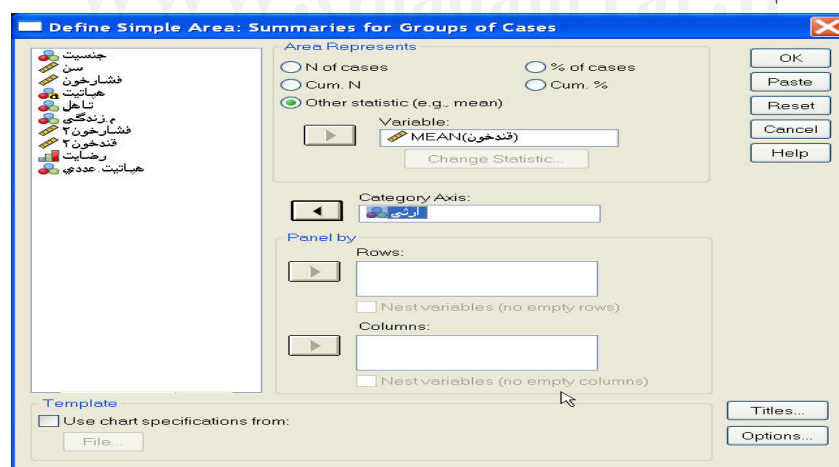 Define Simple Area: Summaries for Groups of Cases
جنسیت
سن
فشارخون
هپاتیت
تاهل
م.زندگی
فشارخون۲
قندخون۲
رضایت
هپاتیت.عددي
Area Represents
N of cases
% of cases
Cum. N
Cum. %
Other statistic (e.g., mean)
Variable:
MEAN(قندخون)
Change Statistic...
Category Axis:
ارثي
Panel by
Rows:
Nest variables (no empty rows)
Columns:
Nest variables (no empty columns)
Template
Use chart specifications from:
File...
OK
Paste
Reset
Cancel
Help
Titles...
Options...